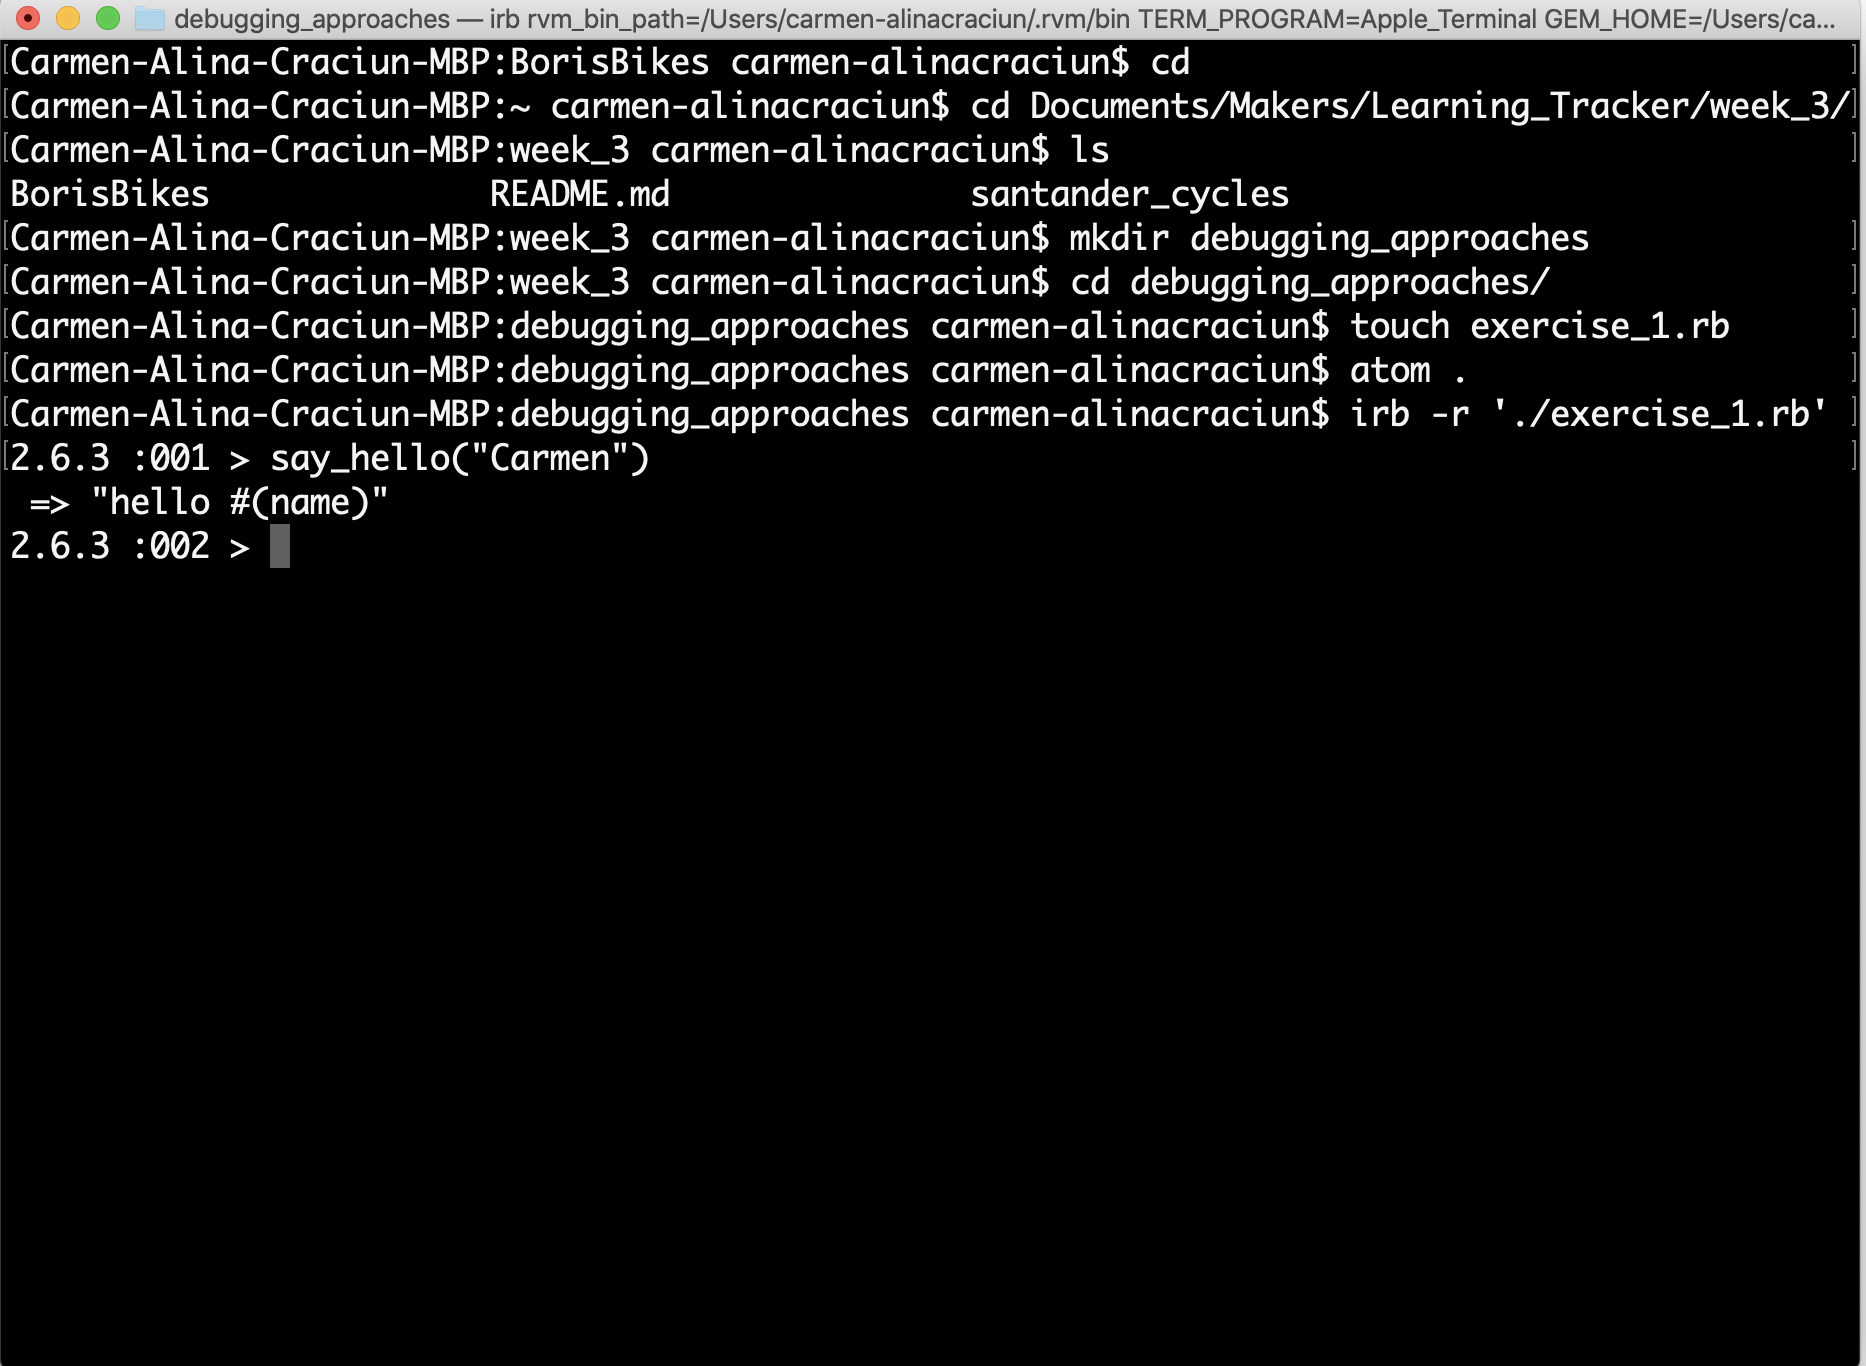 debugging_approaches — irb rvm_bin_path=/Users/carmen-alinacraciun/.rvm/bin TERM_PROGRAM=Apple_Terminal GEM_HOME=/Users/ca...
[Carmen-Alina-Craciun-MBP:BorisBikes carmen-alinacraciun$ cd ]
[Carmen-Alina-Craciun-MBP:~ carmen-alinacraciun$ cd Documents/Makers/Learning_Tracker/week_3/]
[Carmen-Alina-Craciun-MBP:week_3 carmen-alinacraciun$ ls ]
BorisBikes README.md santander_cycles
[Carmen-Alina-Craciun-MBP:week_3 carmen-alinacraciun$ mkdir debugging_approaches ]
[Carmen-Alina-Craciun-MBP:week_3 carmen-alinacraciun$ cd debugging_approaches/ ]
[Carmen-Alina-Craciun-MBP:debugging_approaches carmen-alinacraciun$ touch exercise_1.rb ]
[Carmen-Alina-Craciun-MBP:debugging_approaches carmen-alinacraciun$ atom . ]
[Carmen-Alina-Craciun-MBP:debugging_approaches carmen-alinacraciun$ irb -r './exercise_1.rb' ]
[2.6.3 :001 > say_hello("Carmen") ]
 => "hello #(name)"
2.6.3 :002 >